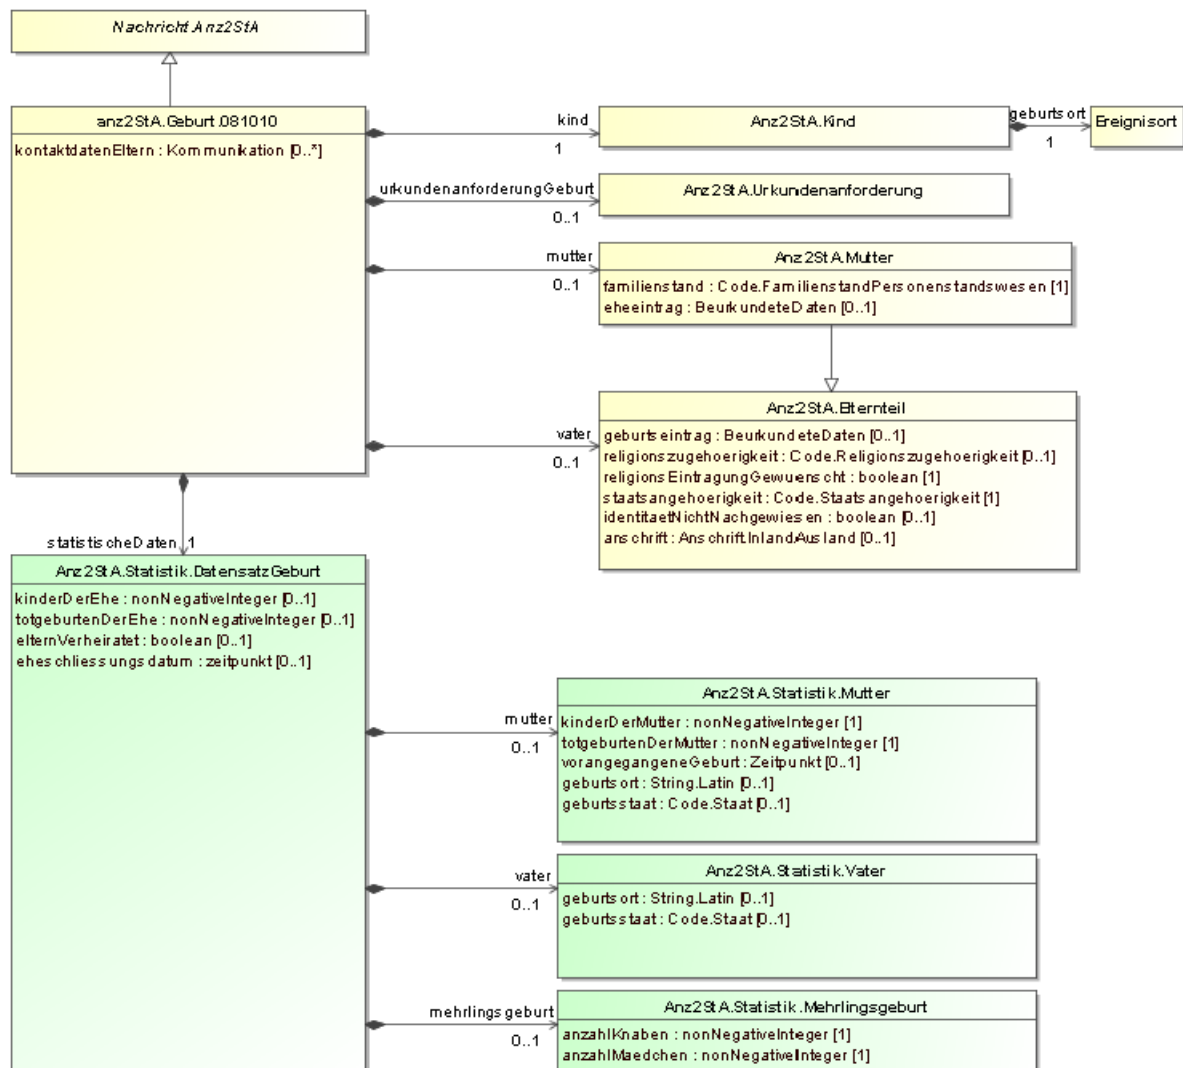 Nachricht.Anz2StA
anz2StA.Geburt.081010
kontaktdatenEltern : Kommunikation [0..*]
kind
1
Anz2StA.Kind
geburtsort
1
Ereignisort
urkundenanforderungGeburt
0..1
Anz2StA.Urkundenanforderung
mutter
0..1
Anz2StA.Mutter
familienstand : Code.FamilienstandPersonenstandswesen [1]
eheeintrag : BeurkundeteDaten [0..1]
vater
0..1
Anz2StA.Elternteil
geburtseintrag : BeurkundeteDaten [0..1]
religionszugehoerigkeit : Code.Religionszugehoerigkeit [0..1]
religionsEintragungGewuenscht : boolean [1]
staatsangehoerigkeit : Code.Staatsangehoerigkeit [1]
identitaetNichtNachgewiesen : boolean [0..1]
anschrift : Anschrift.InlandAusland [0..1]
statistischeDaten 1
Anz2StA.Statistik.DatensatzGeburt
kinderDerEhe : nonNegativeInteger [0..1]
totgeburtenDerEhe : nonNegativeInteger [0..1]
elternVerheiratet : boolean [0..1]
eheschliessungsdatum : zeitpunkt [0..1]
mutter
0..1
Anz2StA.Statistik.Mutter
kinderDerMutter : nonNegativeInteger [1]
totgeburtenDerMutter : nonNegativeInteger [1]
vorangegangeneGeburt : Zeitpunkt [0..1]
geburtsort : String.Latin [0..1]
geburtsstaat : Code.Staat [0..1]
vater
0..1
Anz2StA.Statistik.Vater
geburtsort : String.Latin [0..1]
geburtsstaat : Code.Staat [0..1]
mehrlingsgeburt
0..1
Anz2StA.Statistik.Mehrlingsgeburt
anzahlKnaben : nonNegativeInteger [1]
anzahlMaedchen : nonNegativeInteger [1]